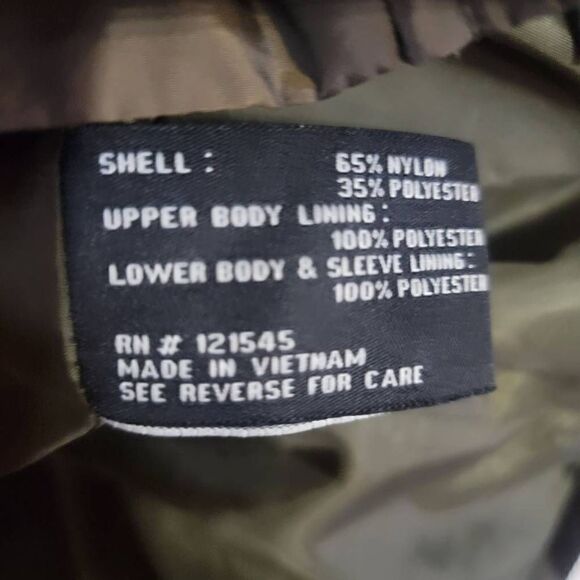 SHELL : 65% NYLON
35% POLYESTER
UPPER BODY LINING :
100% POLYESTER
LOWER BODY & SLEEVE LINING :
100% POLYESTER
RN # 121545
MADE IN VIETNAM
SEE REVERSE FOR CARE